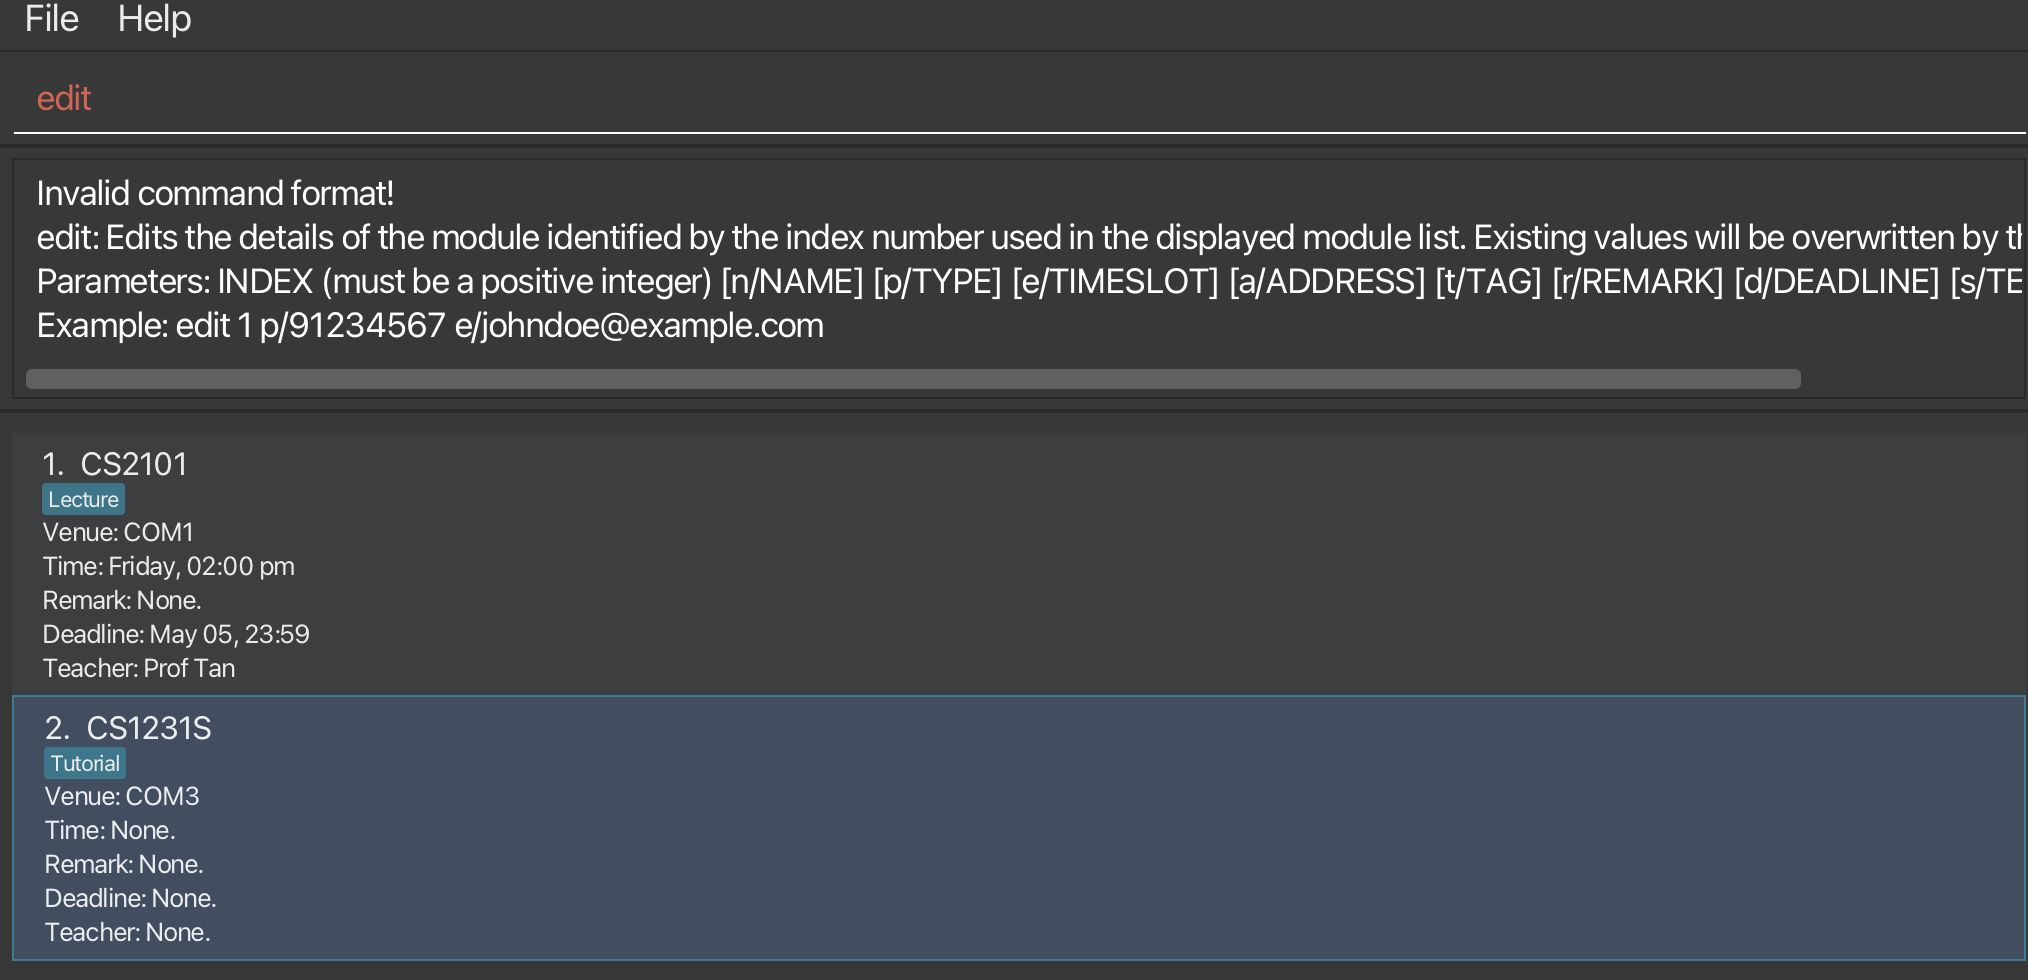 File Help
edit
Invalid command format!
edit: Edits the details of the module identified by the index number used in the displayed module list. Existing values will be overwritten by
Parameters: INDEX (must be a positive integer) [n/NAME] [p/TYPE] [e/TIMESLOT] [a/ADDRESS] [t/TAG] [r/REMARK] [d/DEADLINE] [s/TE
Example: edit 1 p/91234567 e/johndoe@example.com
1. CS2101
Lecture
Venue: COM1
Time: Friday, 02:00 pm
Remark: None.
Deadline: May 05, 23:59
Teacher: Prof Tan
2. CS1231S
Tutorial
Venue: COM3
Time: None.
Remark: None.
Deadline: None.
Teacher: None.